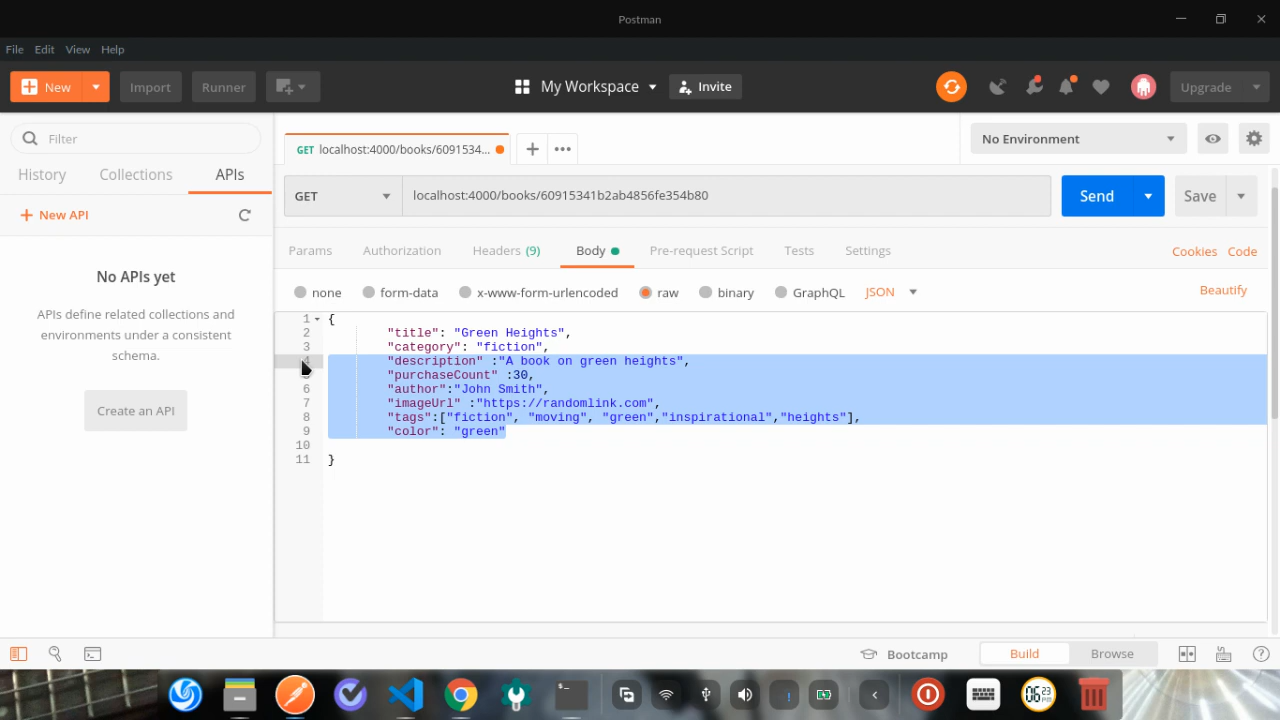 Postman
File Edit View Help
New Import Runner My Workspace Invite Upgrade
Filter
History Collections APIs
+ New API
No APIs yet
APIs define related collections and
environments under a consistent
schema.
Create an API
GET localhost:4000/books/6091534... + ••• No Environment
GET localhost:4000/books/60915341b2ab4856fe354b80 Send Save
Params Authorization Headers (9) Body Pre-request Script Tests Settings Cookies Code
none form-data x-www-form-urlencoded raw binary GraphQL JSON Beautify
1 {
2 "title": "Green Heights",
3 "category": "fiction",
4 "description" :"A book on green heights",
"purchaseCount" :30,
6 "author":"John Smith",
7 "imageUrl" :"https://randomlink.com",
8 "tags":["fiction", "moving", "green","inspirational","heights"],
9 "color": "green"
10
11 }
Bootcamp Build Browse
06 23